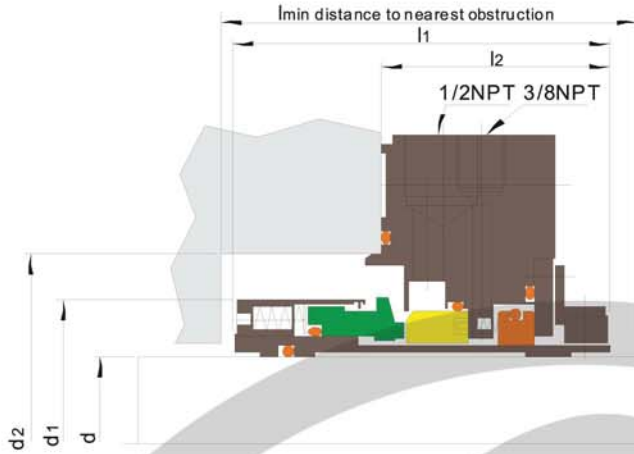 lmin distance to nearest obstruction
l1
l2
1/2NPT 3/8NPT
d2
d1
d